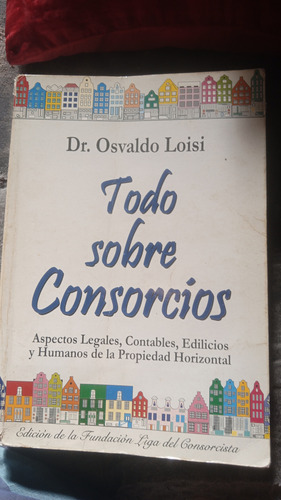 Dr. Osvaldo Loisi
Todo
sobre
Consorcios
Aspectos Legales, Contables, Edilicios
y Humanos de la Propiedad Horizontal
Edición de la Fundación Liga del Consorcista